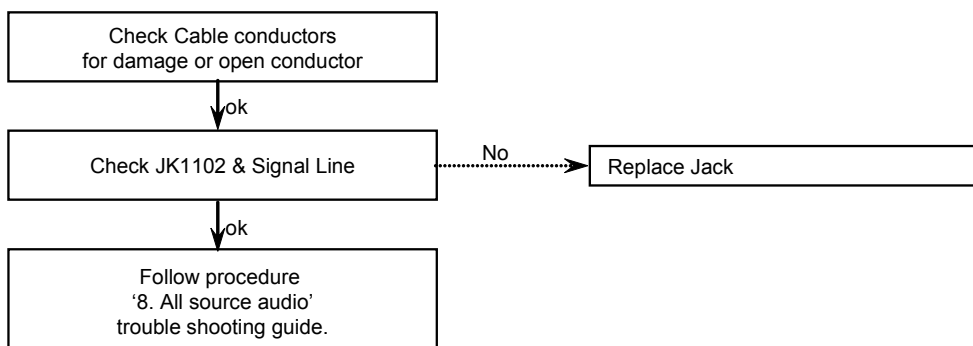 Check Cable conductors
for damage or open conductor
ok
Check JK1102 & Signal Line
No
Replace Jack
ok
Follow procedure
‘8. All source audio’
trouble shooting guide.